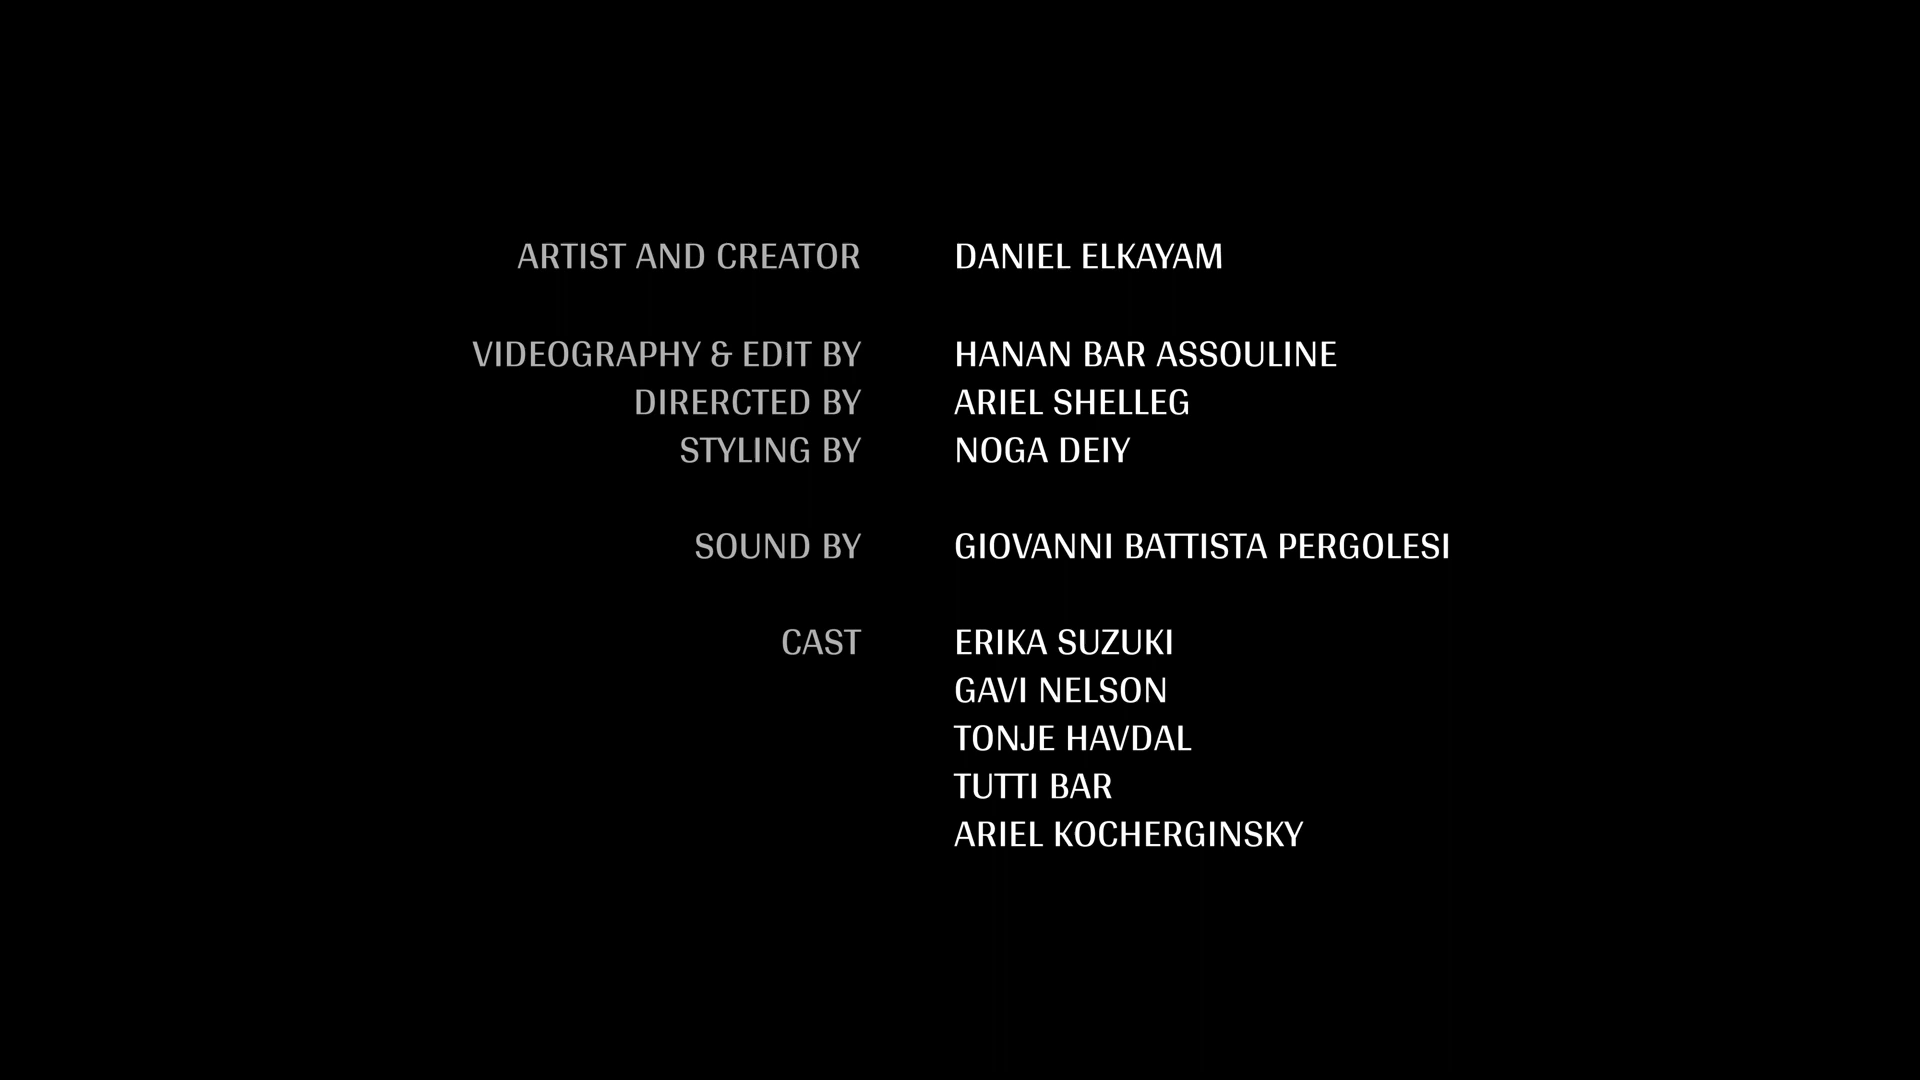 ARTIST AND CREATOR DANIEL ELKAYAM
VIDEOGRAPHY & EDIT BY HANAN BAR ASSOULINE
DIRERCTED BY ARIEL SHELLEG
STYLING BY NOGA DEIY
SOUND BY GIOVANNI BATTISTA PERGOLESI
CAST ERIKA SUZUKI
GAVI NELSON
TONJE HAVDAL
TUTTI BAR
ARIEL KOCHERGINSKY